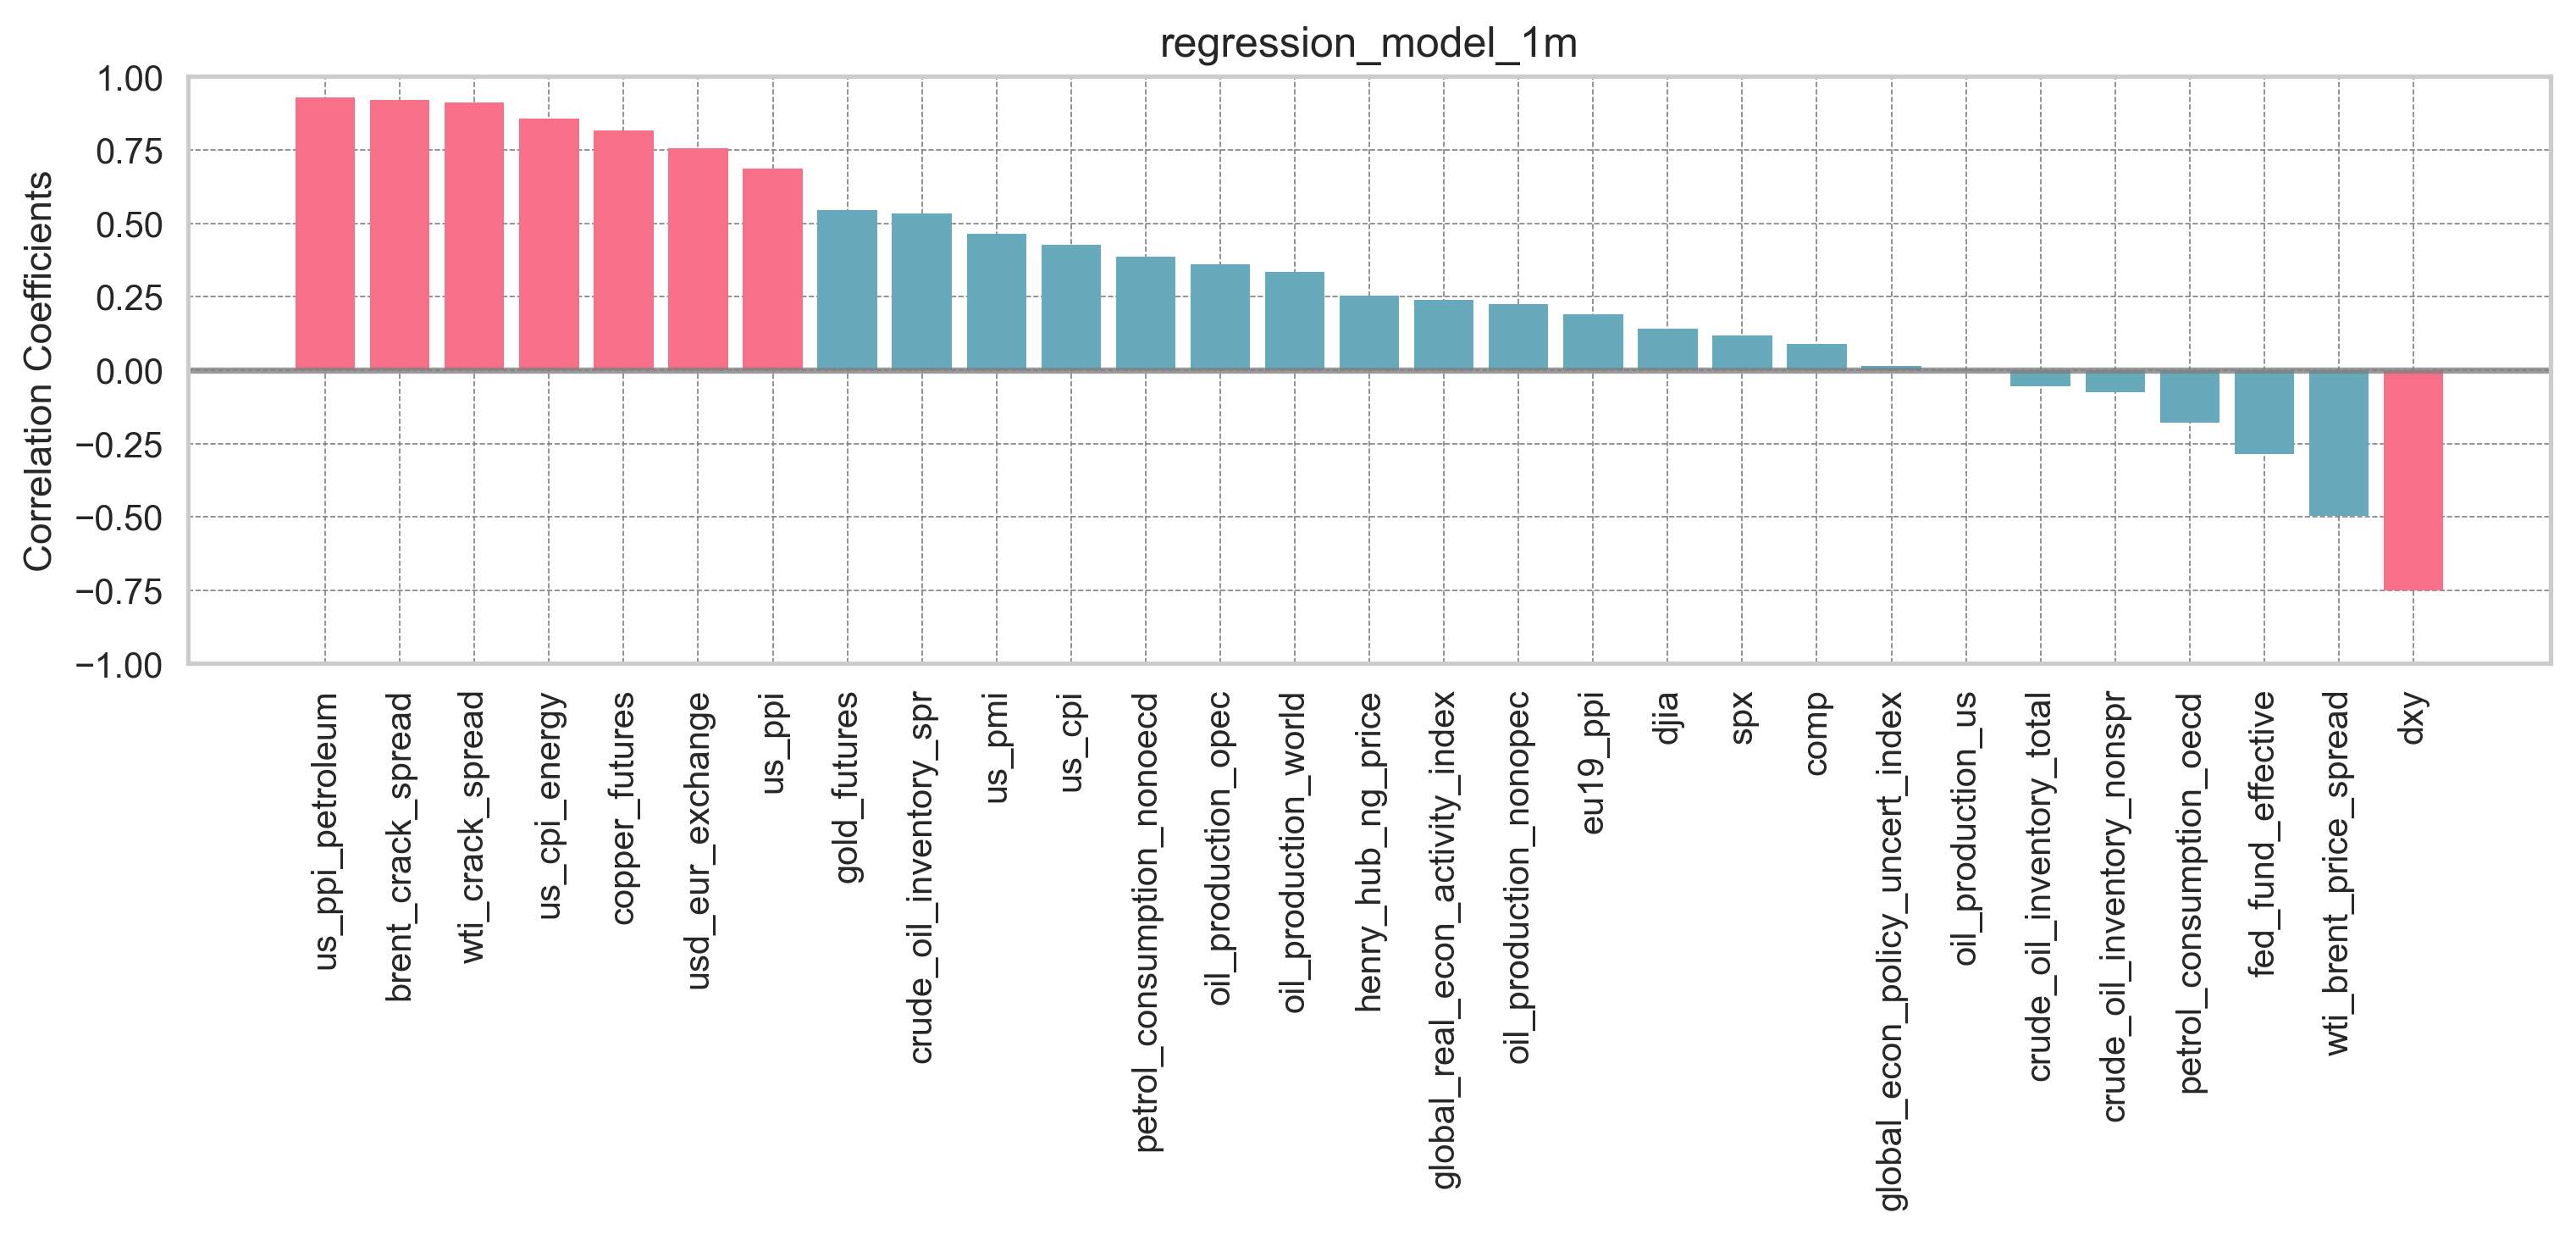 regression_model_1m
Correlation Coefficients
1.00
0.75
0.50
0.25
0.00
−0.25
−0.50
−0.75
−1.00
us_ppi_petroleum
brent_crack_spread
wti_crack_spread
us_cpi_energy
copper_futures
usd_eur_exchange
us_ppi
gold_futures
crude_oil_inventory_spr
us_pmi
us_cpi
petrol_consumption_nonoecd
oil_production_opec
oil_production_world
henry_hub_ng_price
global_real_econ_activity_index
oil_production_nonopec
eu19_ppi
djia
spx
comp
global_econ_policy_uncert_index
oil_production_us
crude_oil_inventory_total
crude_oil_inventory_nonspr
petrol_consumption_oecd
fed_fund_effective
wti_brent_price_spread
dxy